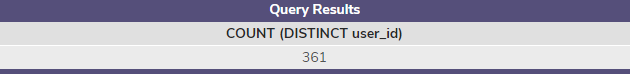 Query Results
COUNT (DISTINCT user_id)
361